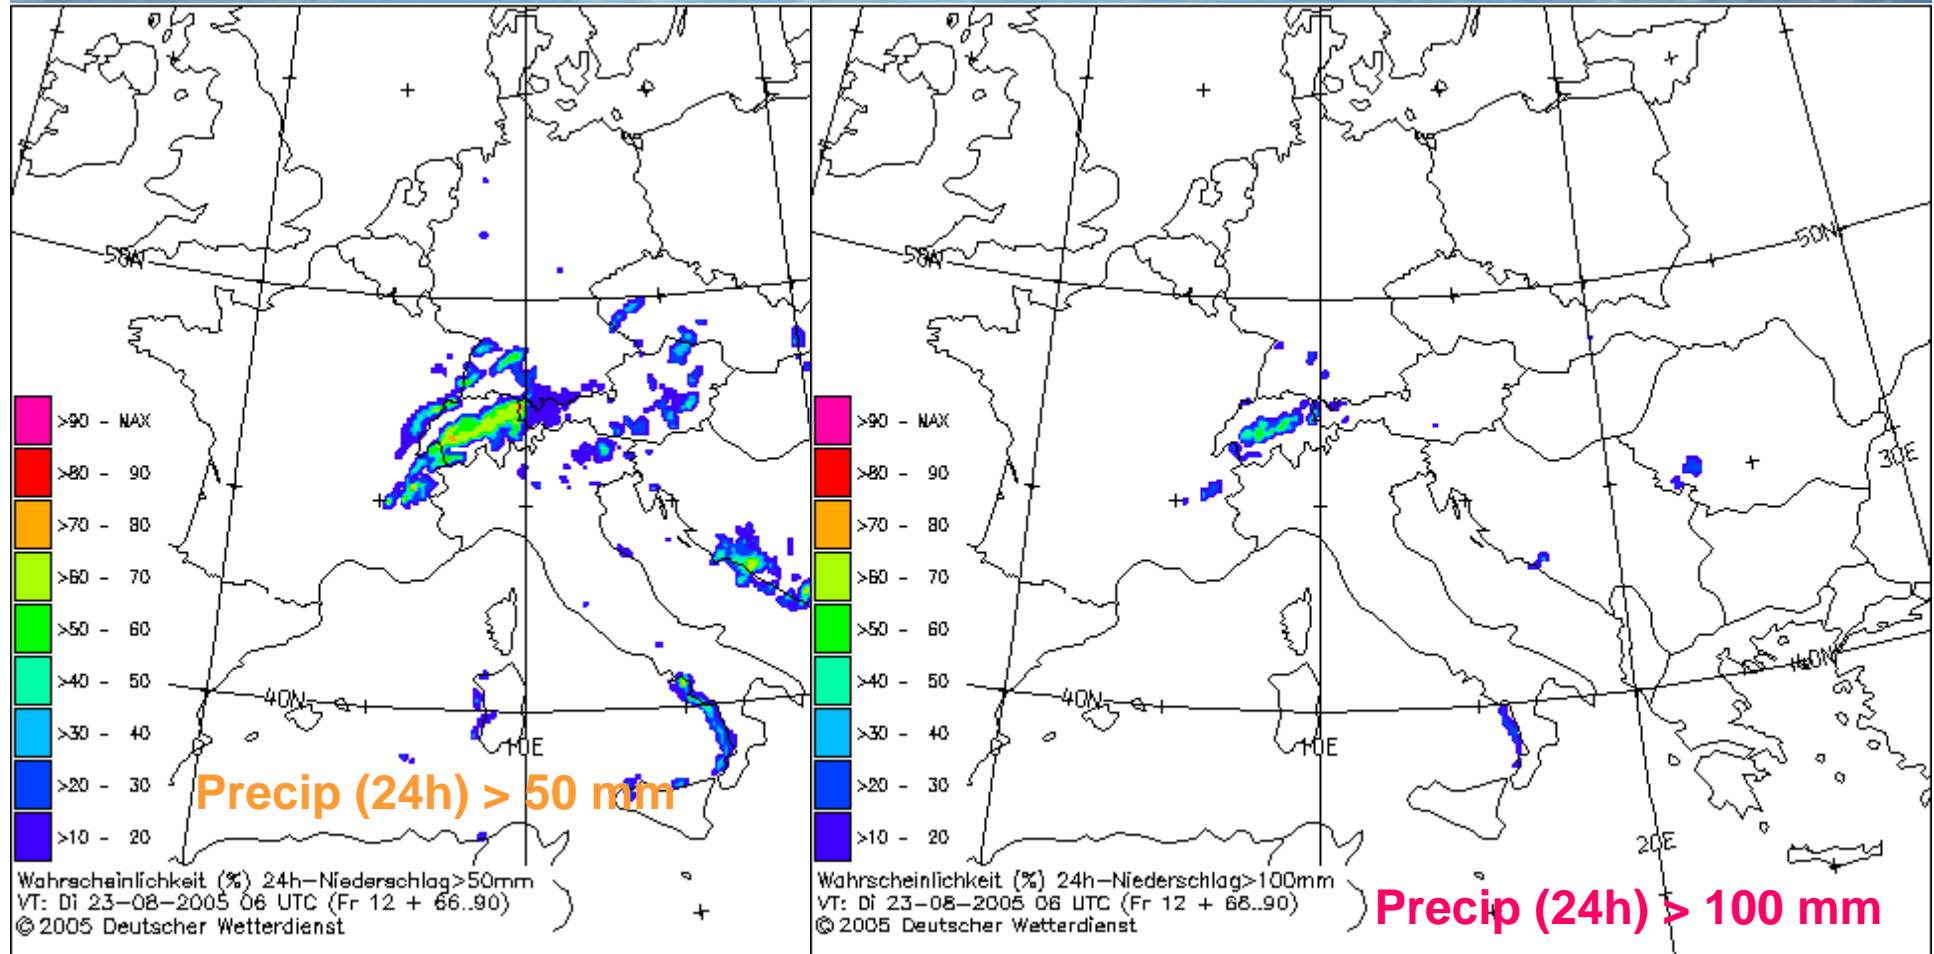 50N
50N
50N
>90 - MAX
>80 - 90
>70 - 80
>60 - 70
>50 - 60
>40 - 50
>30 - 40
>20 - 30
>10 - 20
40N
10E
Precip (24h) > 50 mm
Wahrscheinlichkeit (%) 24h-Niederschlag>50mm
VT: Di 23-08-2005 06 UTC (Fr 12 + 66..90)
© 2005 Deutscher Wetterdienst
>90 - MAX
>80 - 90
>70 - 80
>60 - 70
>50 - 60
>40 - 50
>30 - 40
>20 - 30
>10 - 20
30E
40N
40N
10E
20E
Wahrscheinlichkeit (%) 24h-Niederschlag>100mm
VT: Di 23-08-2005 06 UTC (Fr 12 + 66..90)
© 2005 Deutscher Wetterdienst
Precip (24h) > 100 mm